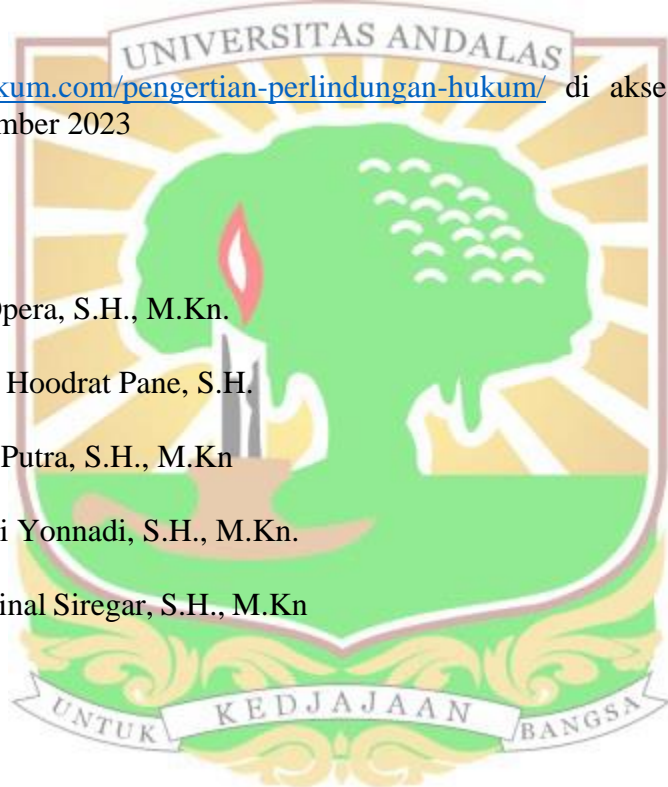 UNIVERSITAS ANDALAS
kum.com/pengertian-perlindungan-hukum/ di akse
mber 2023
pera, S.H., M.Kn.
Hoodrat Pane, S.H.
Putra, S.H., M.Kn
i Yonnadi, S.H., M.Kn.
inal Siregar, S.H., M.Kn
UNTUK KEDJAJAAN BANGSA